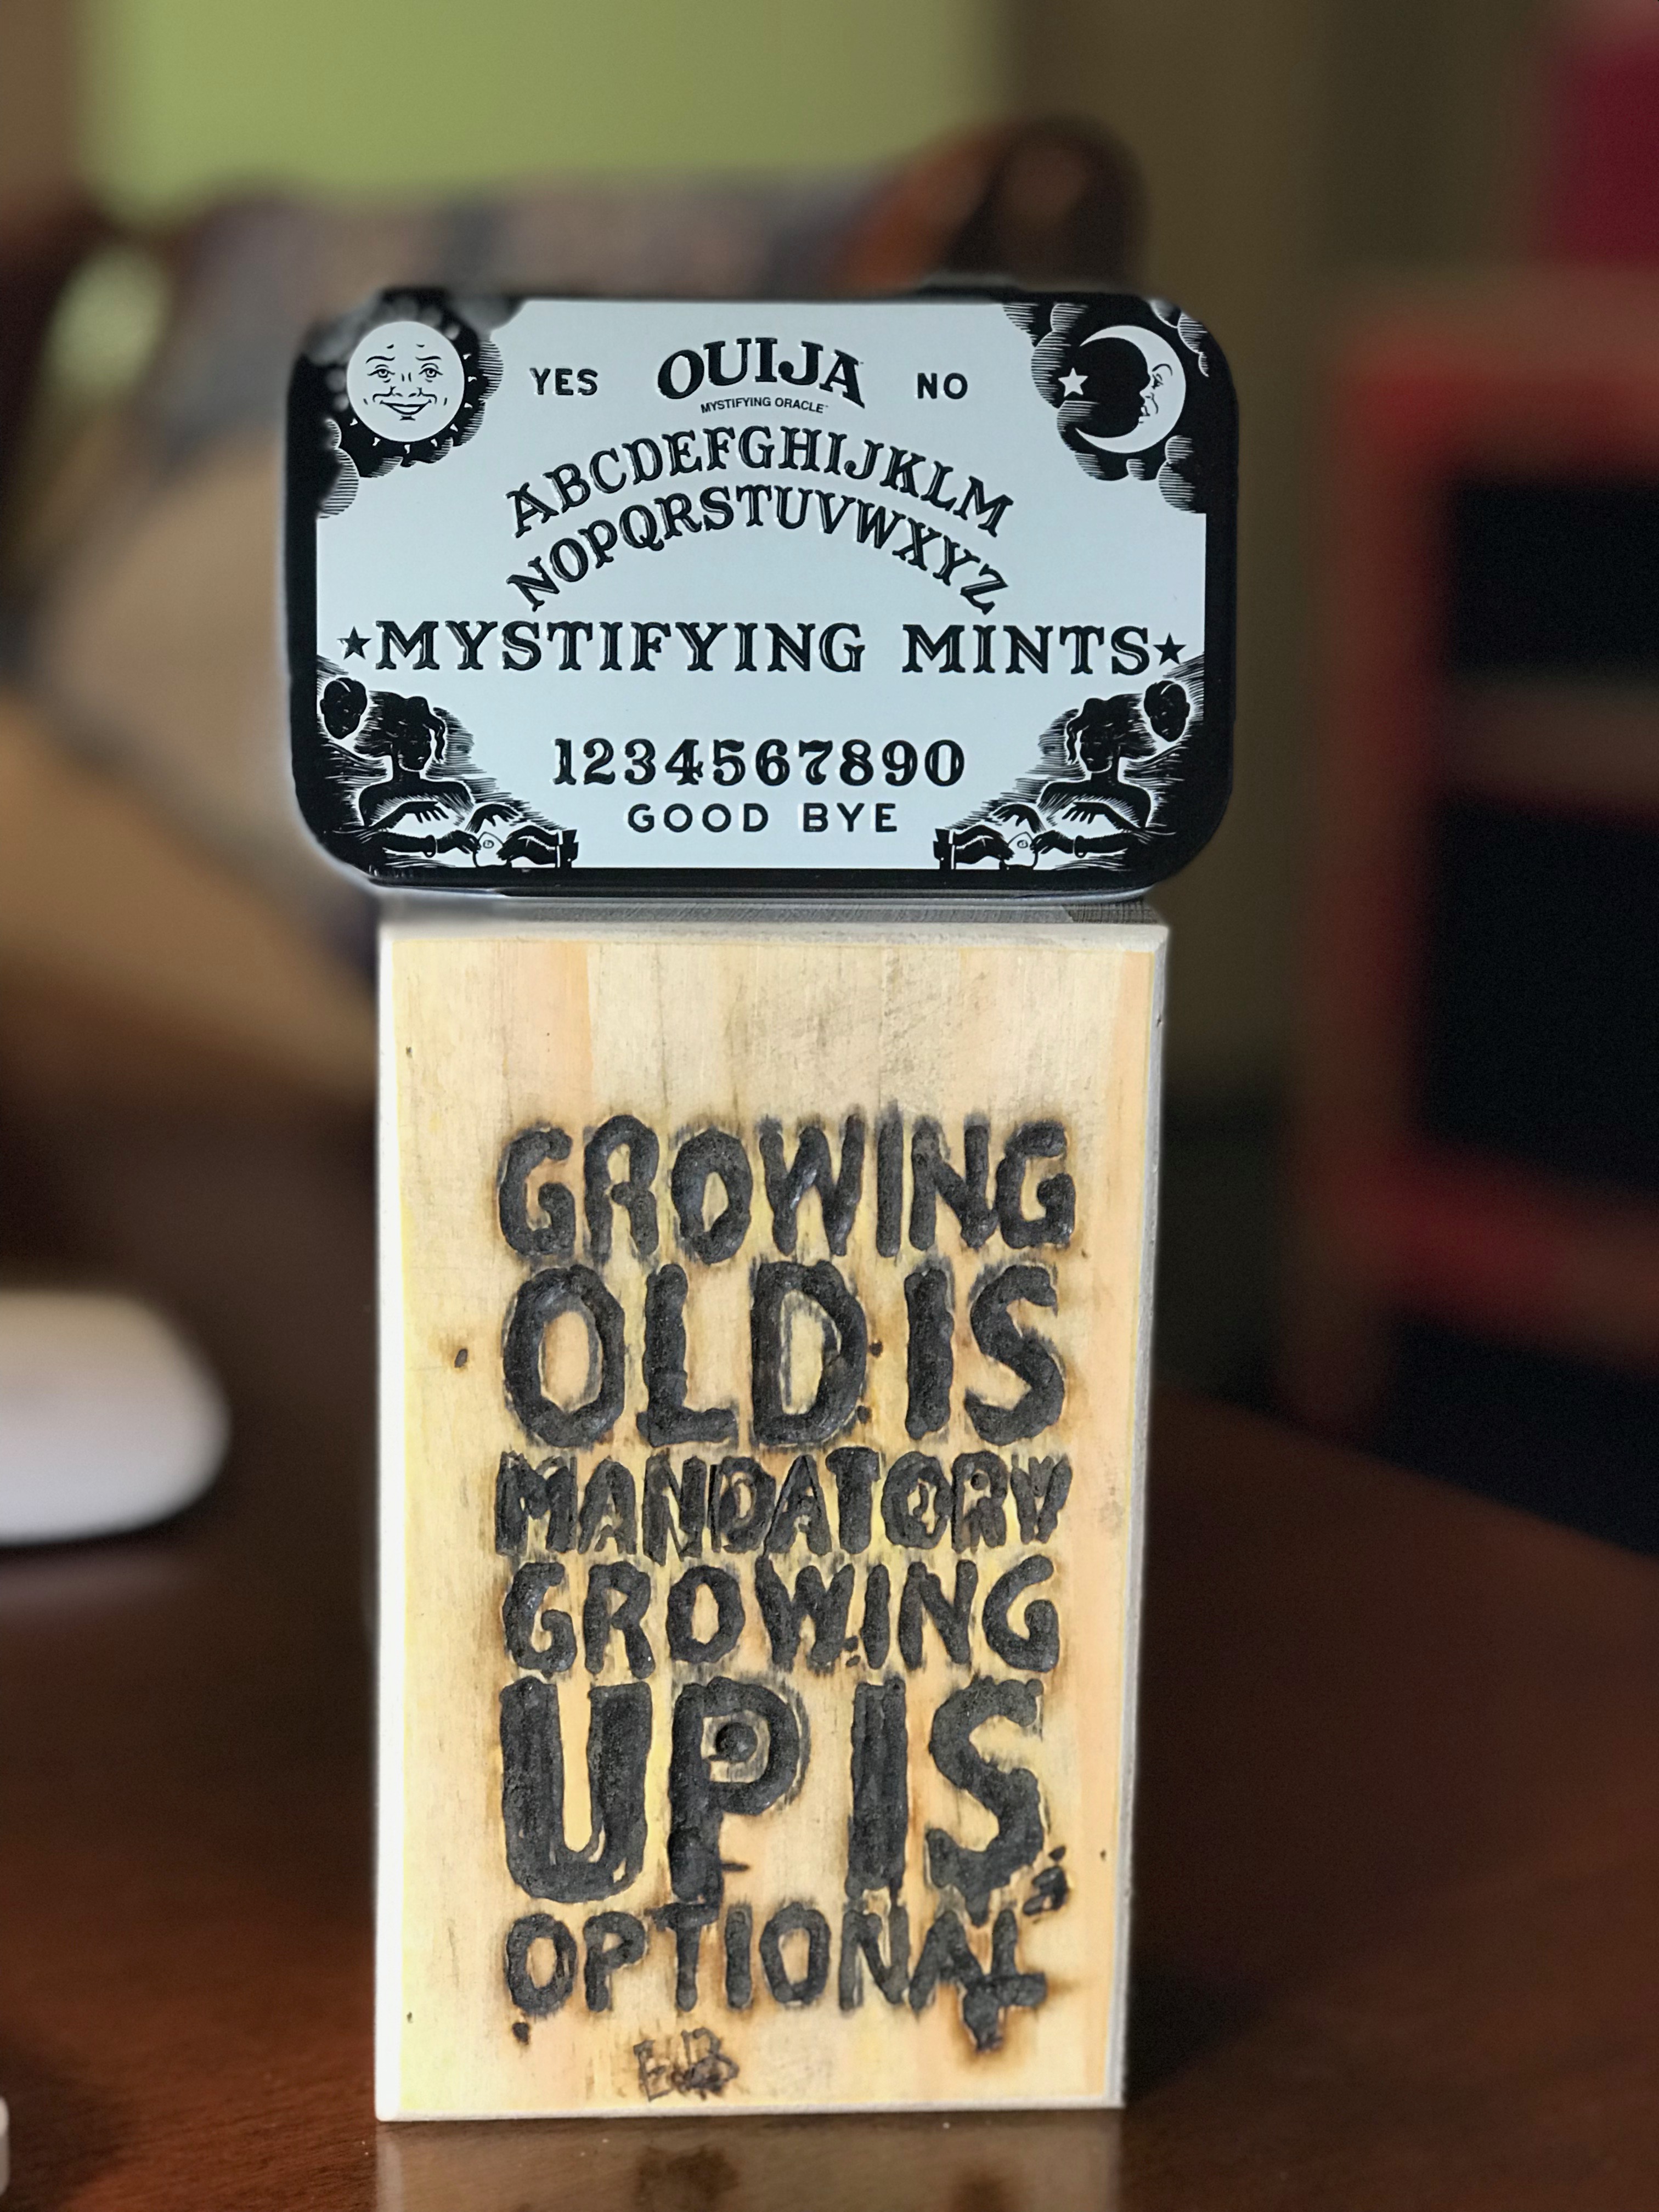 YES OUIJA NO
MYSTIFYING ORACLE™
ABCDEFGHIJKLM
NOPQRSTUVWXYZ
★MYSTIFYING MINTS★
1234567890
GOOD BYE
GROWING
OLD IS
MANDATORY
GROWING
UP IS
OPTIONAL